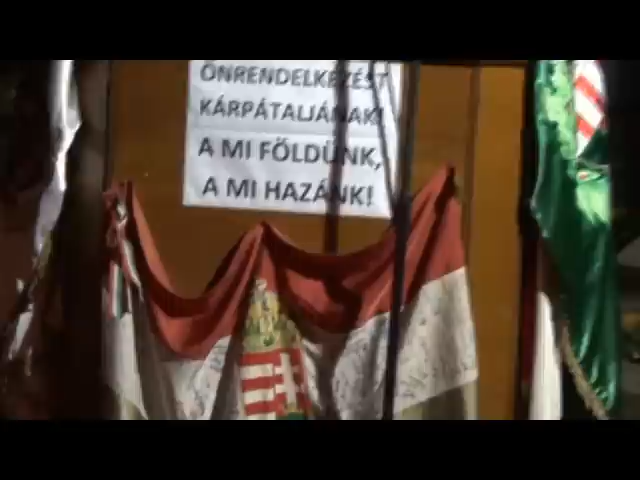 ÖNRENDELKEZÉST
KÁRPÁTALJÁNAK!
A MI FÖLDÜNK,
A MI HAZÁNK!